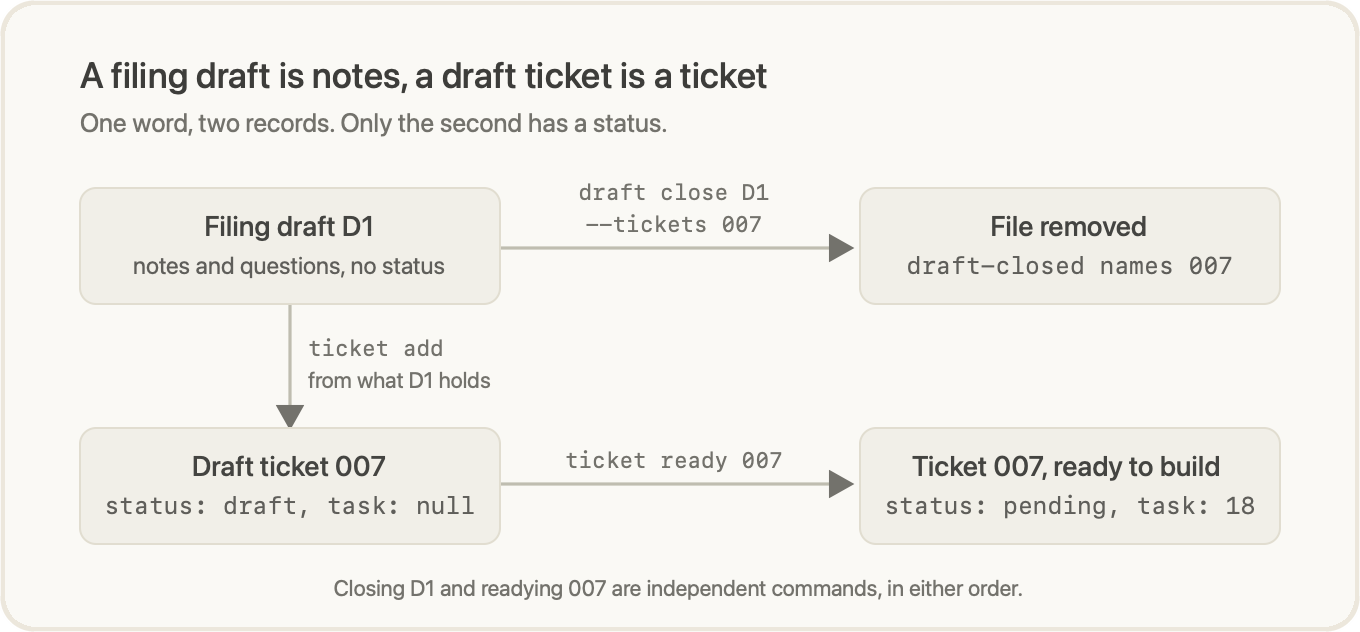 A filing draft is notes, a draft ticket is a ticket
One word, two records. Only the second has a status.
Filing draft D1
notes and questions, no status
draft close D1
--tickets 007
File removed
draft-closed names 007
ticket add
from what D1 holds
Draft ticket 007
status: draft, task: null
ticket ready 007
Ticket 007, ready to build
status: pending, task: 18
Closing D1 and readying 007 are independent commands, in either order.